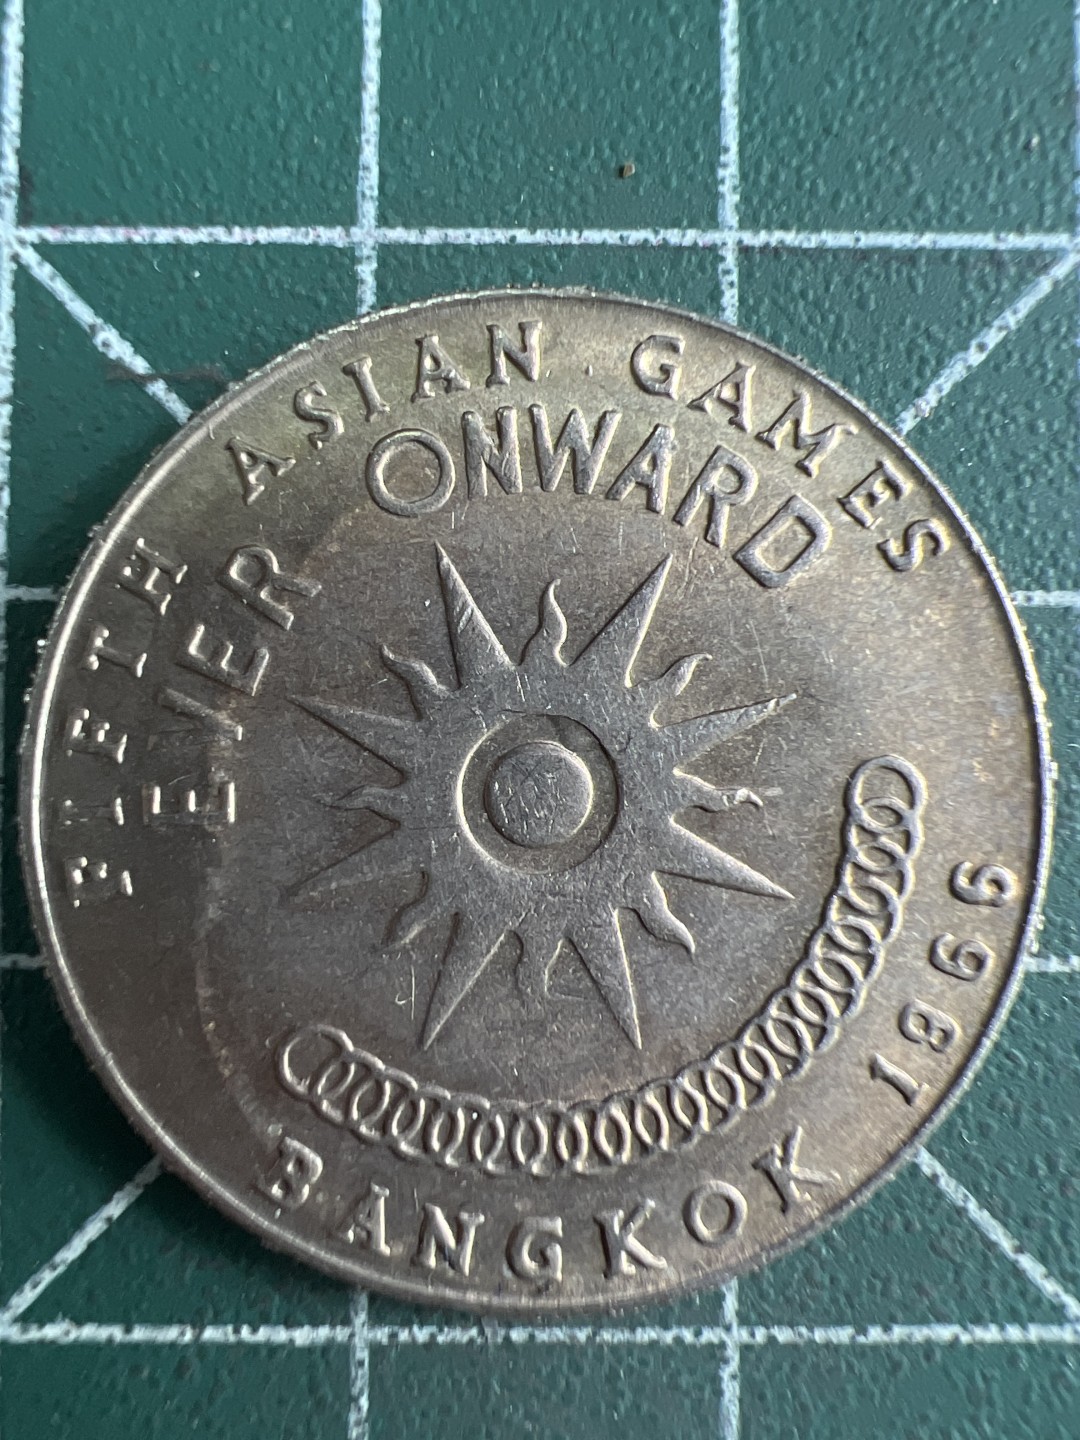 FIFTH ASIAN GAMES
EVER ONWARD
BANGKOK 1966